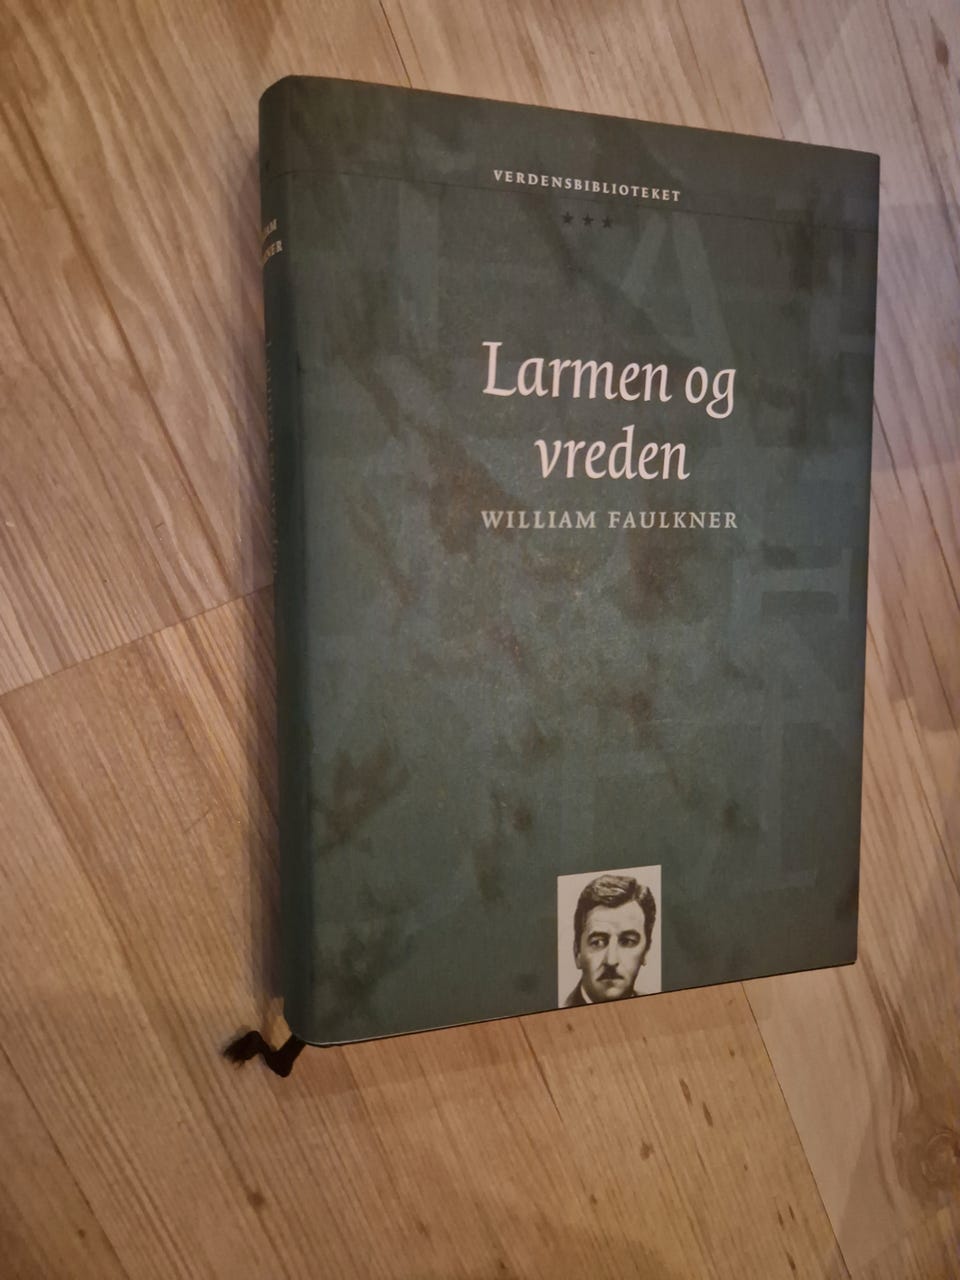 VERDENSBIBLIOTEKET
★★★
Larmen og
vreden
WILLIAM FAULKNER